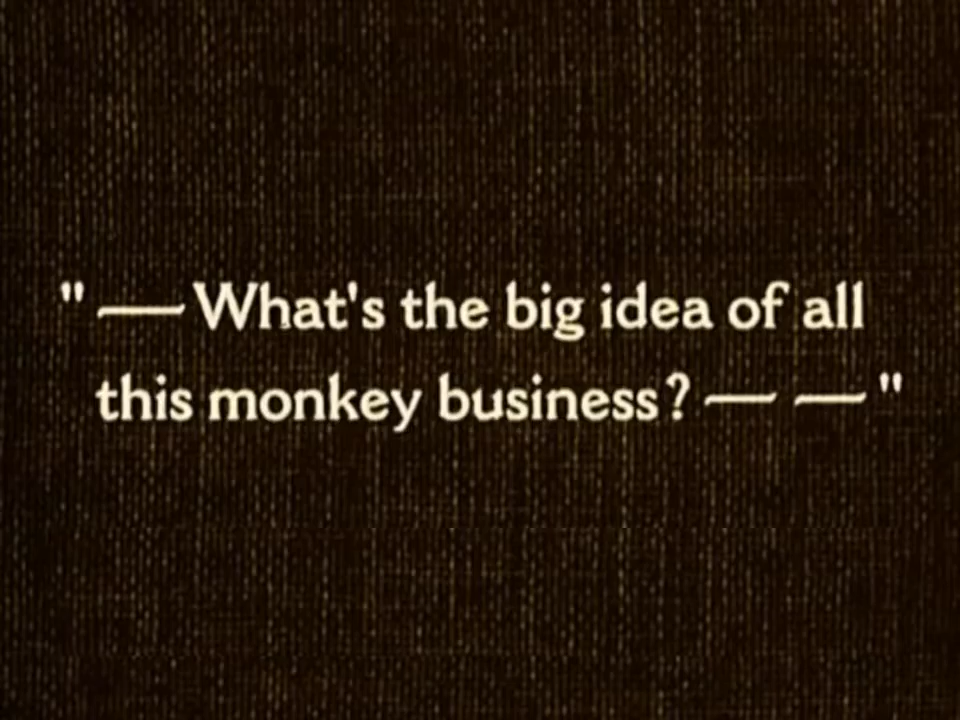 "—What's the big idea of all
this monkey business?— —"